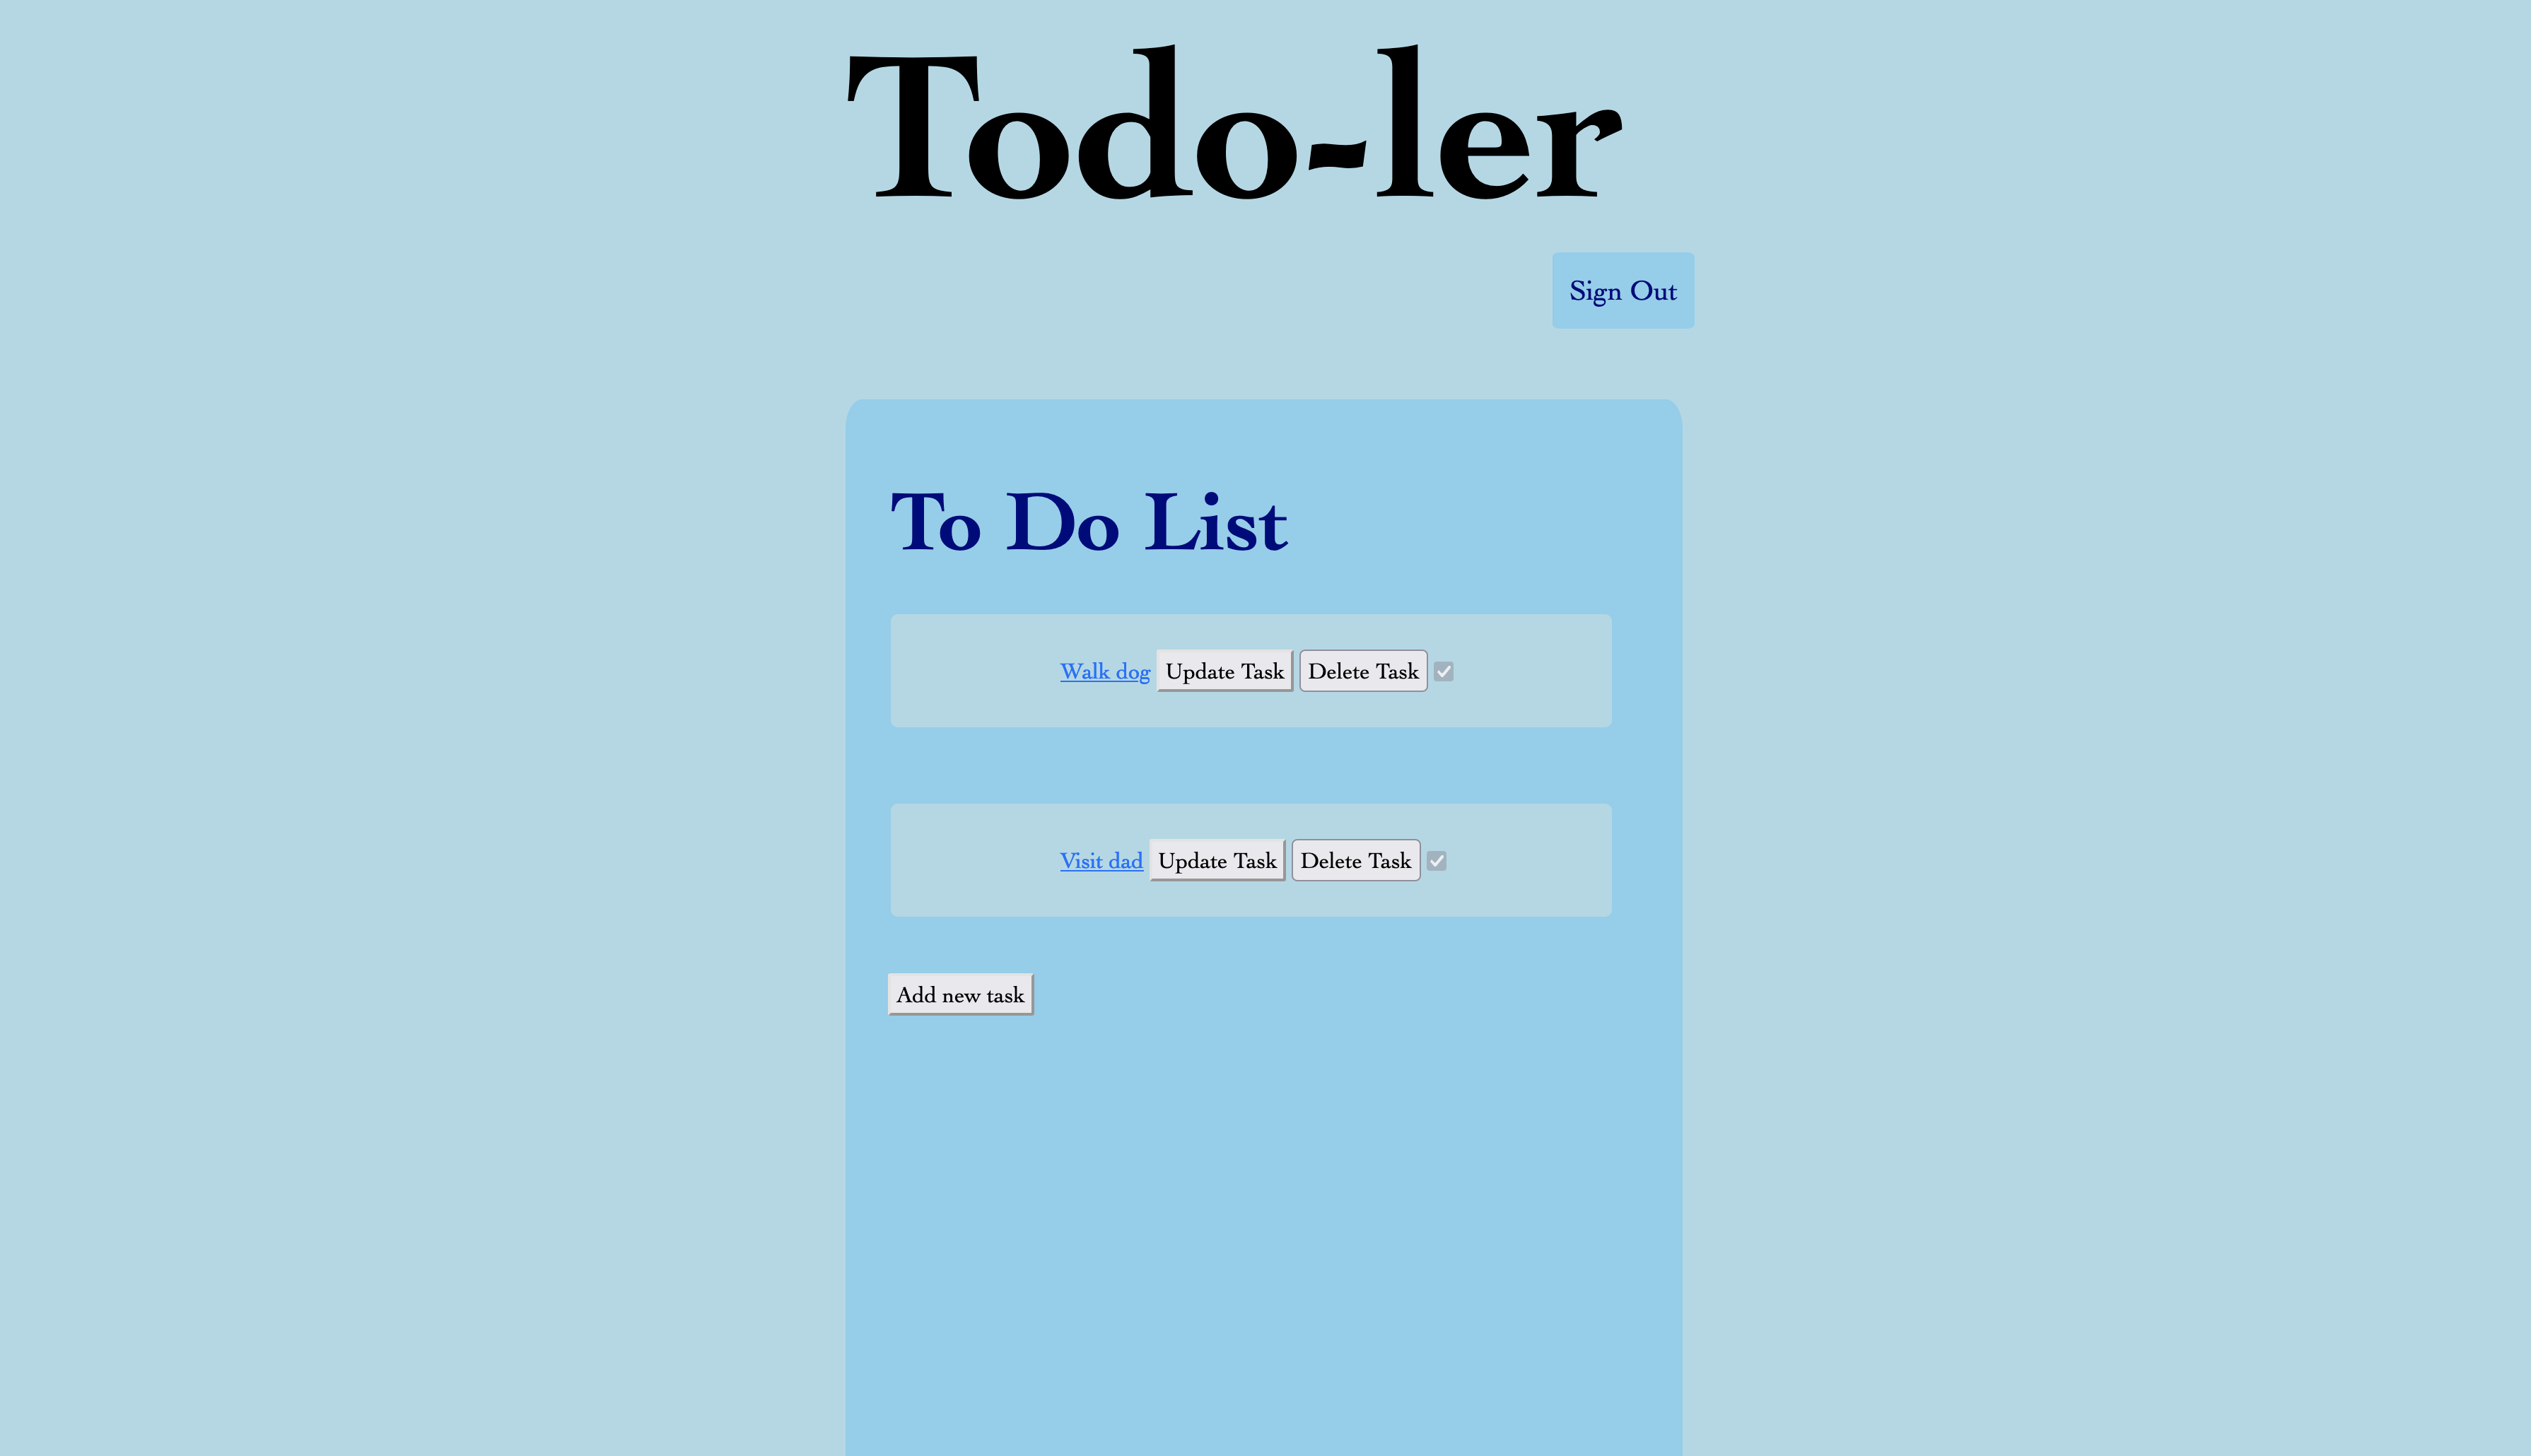 Todo-ler
Sign Out
To Do List
Walk dog Update Task Delete Task
Visit dad Update Task Delete Task
Add new task